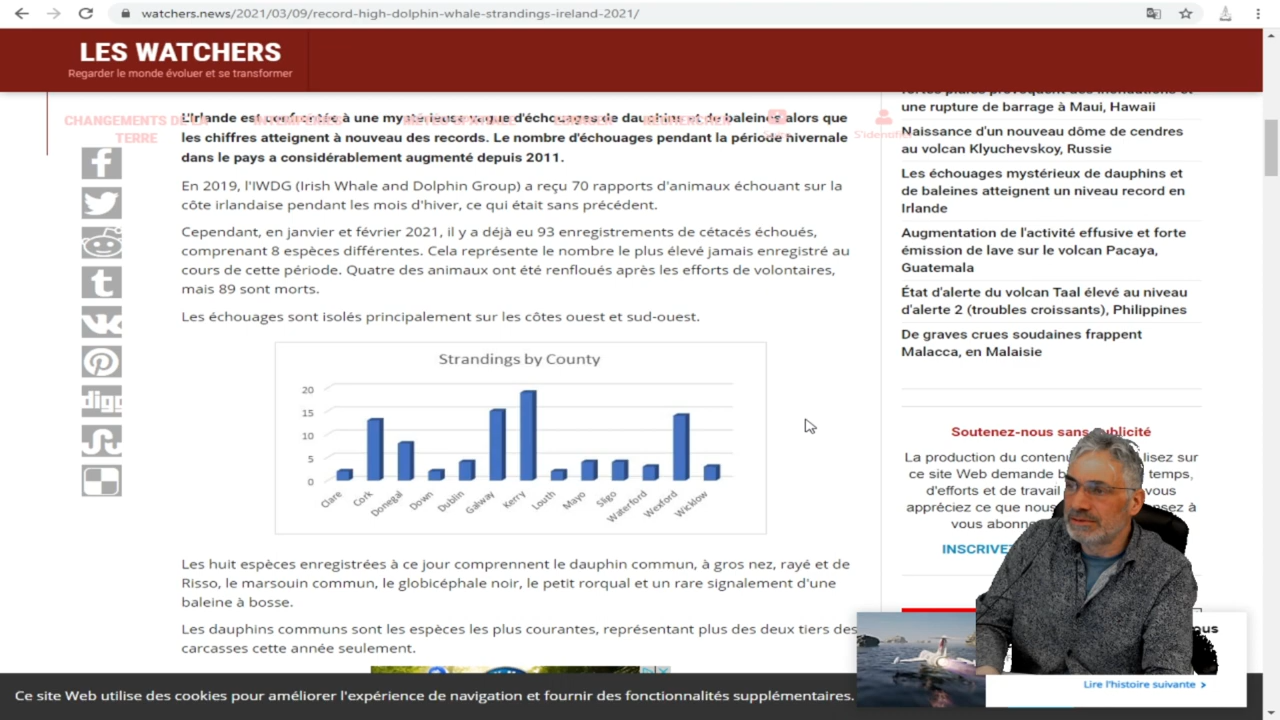 watchers.news/2021/03/09/record-high-dolphin-whale-strandings-ireland-2021/
LES WATCHERS
Regarder le monde évoluer et se transformer
CHANGEMENTS DE
TERRE
L'Irlande est confrontée à une mystérieuse vague d'échouages de dauphins et de baleines alors que
les chiffres atteignent à nouveau des records. Le nombre d'échouages pendant la période hivernale
dans le pays a considérablement augmenté depuis 2011.
En 2019, l'IWDG (Irish Whale and Dolphin Group) a reçu 70 rapports d'animaux échouant sur la
côte irlandaise pendant les mois d'hiver, ce qui était sans précédent.
Cependant, en janvier et février 2021, il y a déjà eu 93 enregistrements de cétacés échoués,
comprenant 8 espèces différentes. Cela représente le nombre le plus élevé jamais enregistré au
cours de cette période. Quatre des animaux ont été renfloués après les efforts de volontaires,
mais 89 sont morts.
Les échouages sont isolés principalement sur les côtes ouest et sud-ouest.
Strandings by County
20
15
10
5
0
Clare
Cork
Donegal
Down
Dublin
Galway
Kerry
Louth
Mayo
Sligo
Waterford
Wexford
Wicklow
Les huit espèces enregistrées à ce jour comprennent le dauphin commun, à gros nez, rayé et de
Risso, le marsouin commun, le globicéphale noir, le petit rorqual et un rare signalement d'une
baleine à bosse.
Les dauphins communs sont les espèces les plus courantes, représentant plus des deux tiers des
carcasses cette année seulement.
digg
fortes pluies provoquent des inondations et
une rupture de barrage à Maui, Hawaii
Naissance d'un nouveau dôme de cendres
au volcan Klyuchevskoy, Russie
Les échouages mystérieux de dauphins et
de baleines atteignent un niveau record en
Irlande
Augmentation de l'activité effusive et forte
émission de lave sur le volcan Pacaya,
Guatemala
État d'alerte du volcan Taal élevé au niveau
d'alerte 2 (troubles croissants), Philippines
De graves crues soudaines frappent
Malacca, en Malaisie
Soutenez-nous sans publicité
La production du lisez sur
ce site Web demande temps,
d'efforts et de travail vous
appréciez ce que
vous
Lire l'histoire suivante >
Ce site Web utilise des cookies pour améliorer l'expérience de navigation et fournir des fonctionnalités supplémentaires.